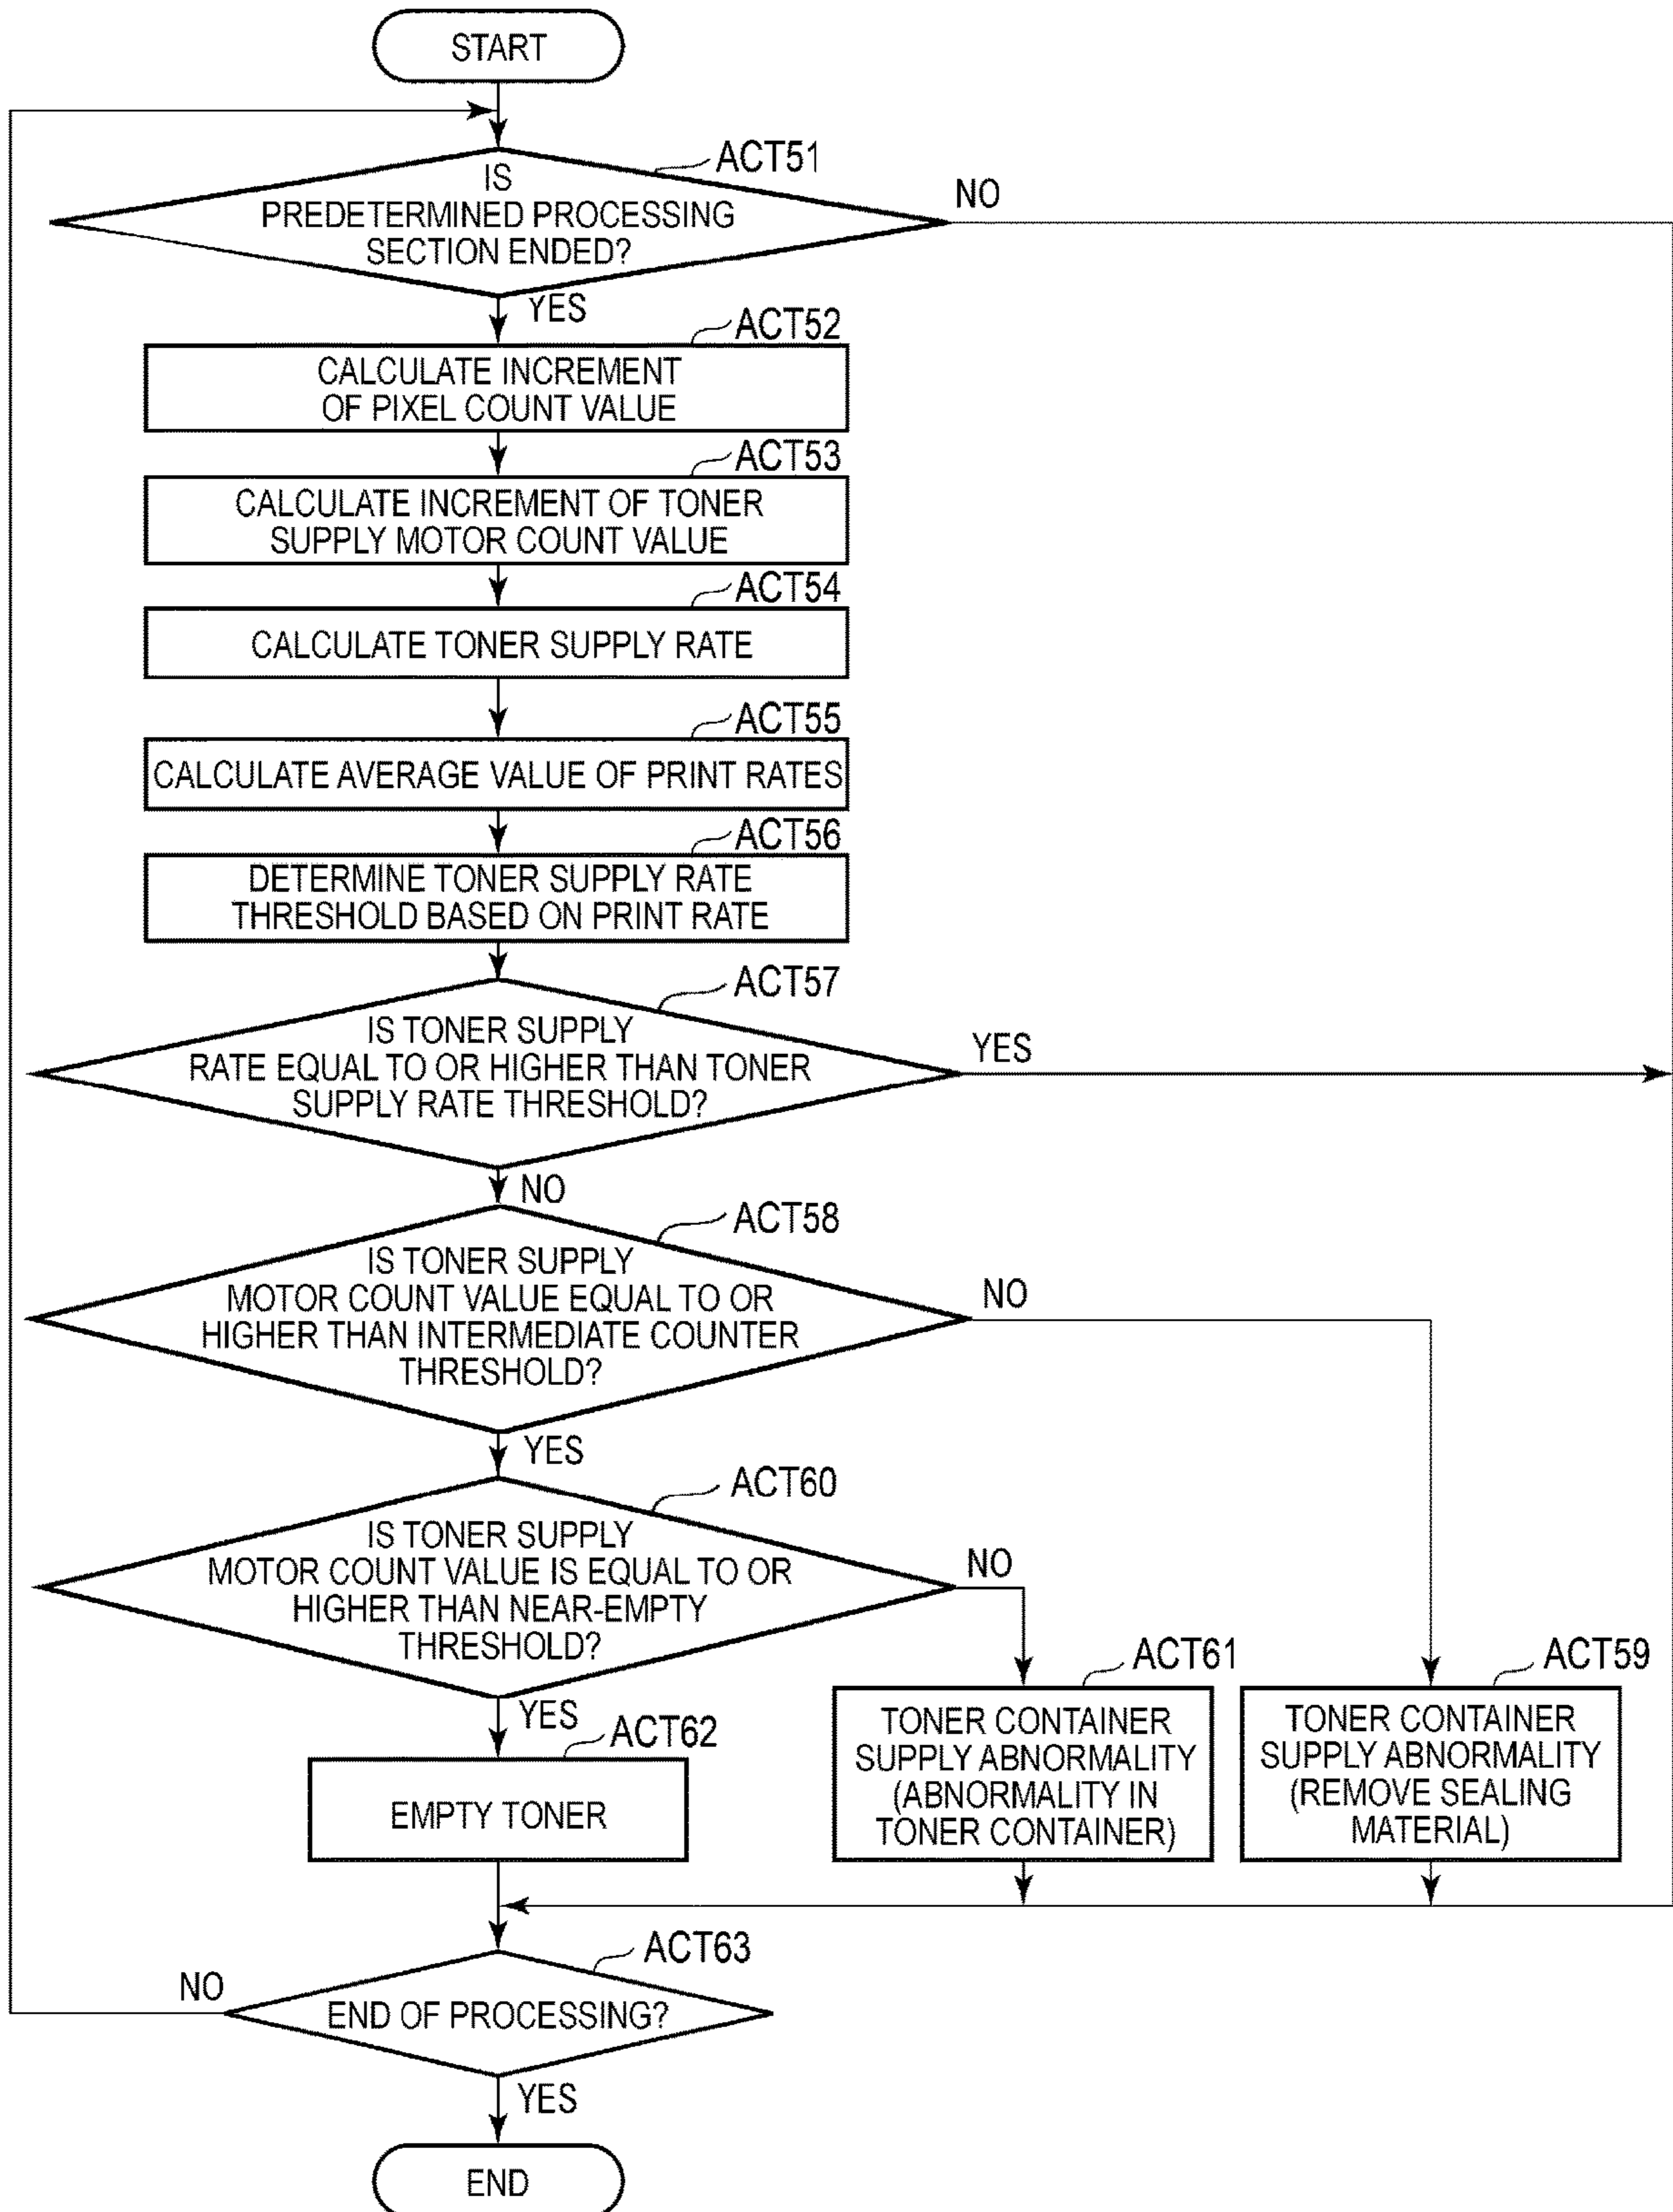 START
ACT51
IS
PREDETERMINED PROCESSING
SECTION ENDED?
NO
YES
ACT52
CALCULATE INCREMENT
OF PIXEL COUNT VALUE
ACT53
CALCULATE INCREMENT OF TONER
SUPPLY MOTOR COUNT VALUE
ACT54
CALCULATE TONER SUPPLY RATE
ACT55
CALCULATE AVERAGE VALUE OF PRINT RATES
ACT56
DETERMINE TONER SUPPLY RATE
THRESHOLD BASED ON PRINT RATE
ACT57
IS TONER SUPPLY
RATE EQUAL TO OR HIGHER THAN TONER
SUPPLY RATE THRESHOLD?
YES
NO
ACT58
IS TONER SUPPLY
MOTOR COUNT VALUE EQUAL TO OR
HIGHER THAN INTERMEDIATE COUNTER
THRESHOLD?
NO
YES
ACT60
IS TONER SUPPLY
MOTOR COUNT VALUE IS EQUAL TO OR
HIGHER THAN NEAR-EMPTY
THRESHOLD?
NO
YES
ACT62
EMPTY TONER
ACT61
TONER CONTAINER
SUPPLY ABNORMALITY
(ABNORMALITY IN
TONER CONTAINER)
ACT59
TONER CONTAINER
SUPPLY ABNORMALITY
(REMOVE SEALING
MATERIAL)
ACT63
END OF PROCESSING?
NO
YES
END